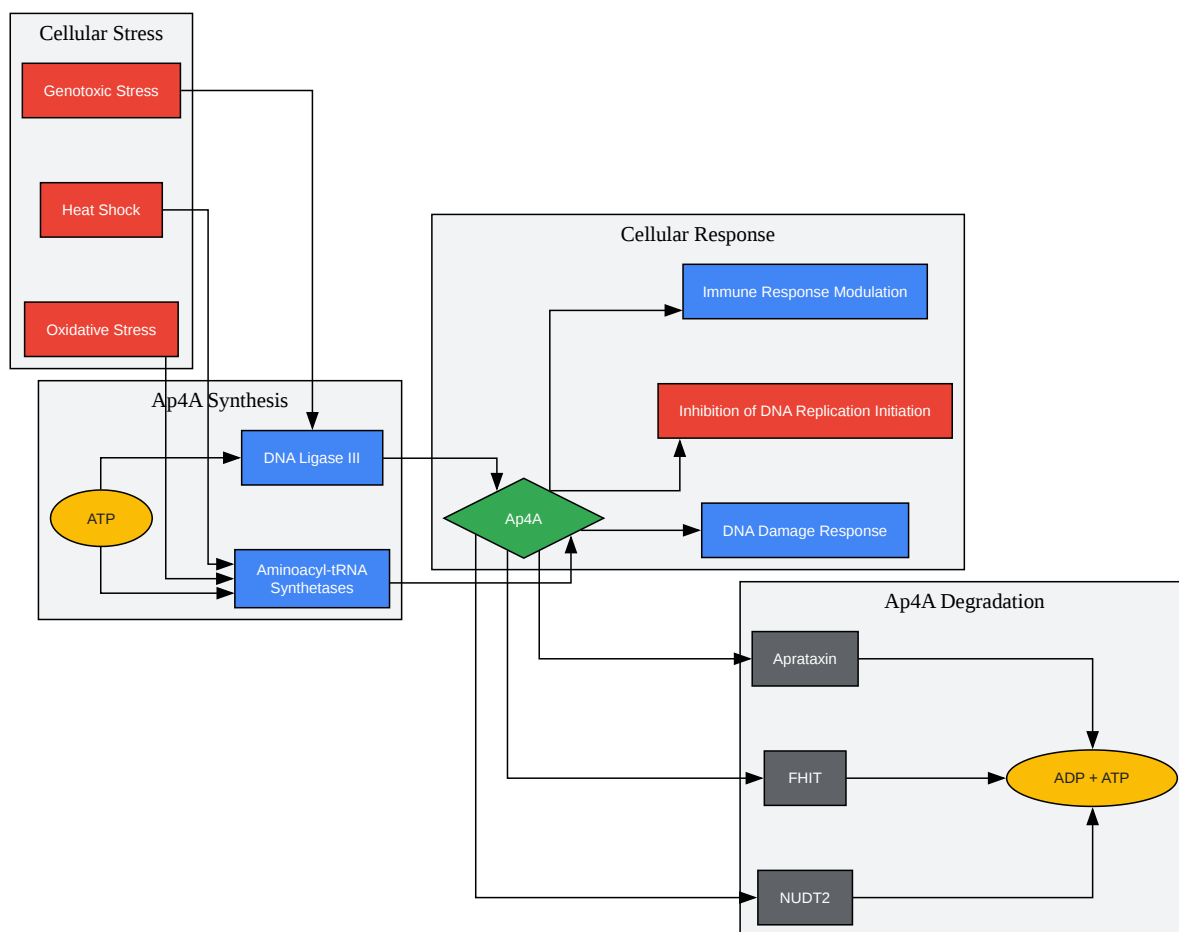 Cellular Stress
Genotoxic Stress
Heat Shock
Oxidative Stress
Ap4A Synthesis
DNA Ligase III
ATP
Aminoacyl-tRNA
Synthetases
Cellular Response
Immune Response Modulation
Inhibition of DNA Replication Initiation
Ap4A
DNA Damage Response
Ap4A Degradation
Aprataxin
FHIT
ADP + ATP
NUDT2